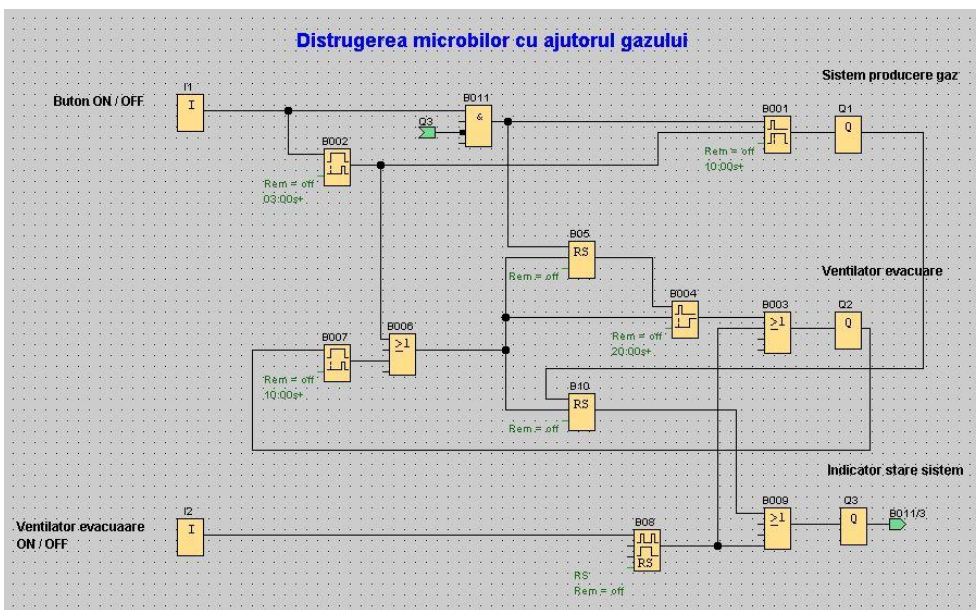 Distrugerea microbilor cu ajutorul gazului
Sistem producere gaz
Buton ON / OFF
I1
I
B011
&
Q3
B001
Q1
Q
Rem = off
10:00s+
B002
Rem = off
03:00s+
B05
RS
Rem = off
Ventilator evacuare
B004
Rem = off
20:00s+
B003
≥1
Q2
Q
B007
Rem = off
10:00s+
B006
≥1
B10
RS
Rem = off
Indicator stare sistem
Ventilator evacuaare
ON / OFF
I2
I
B08
RS
RS
Rem = off
B009
≥1
Q3
Q
B011/3